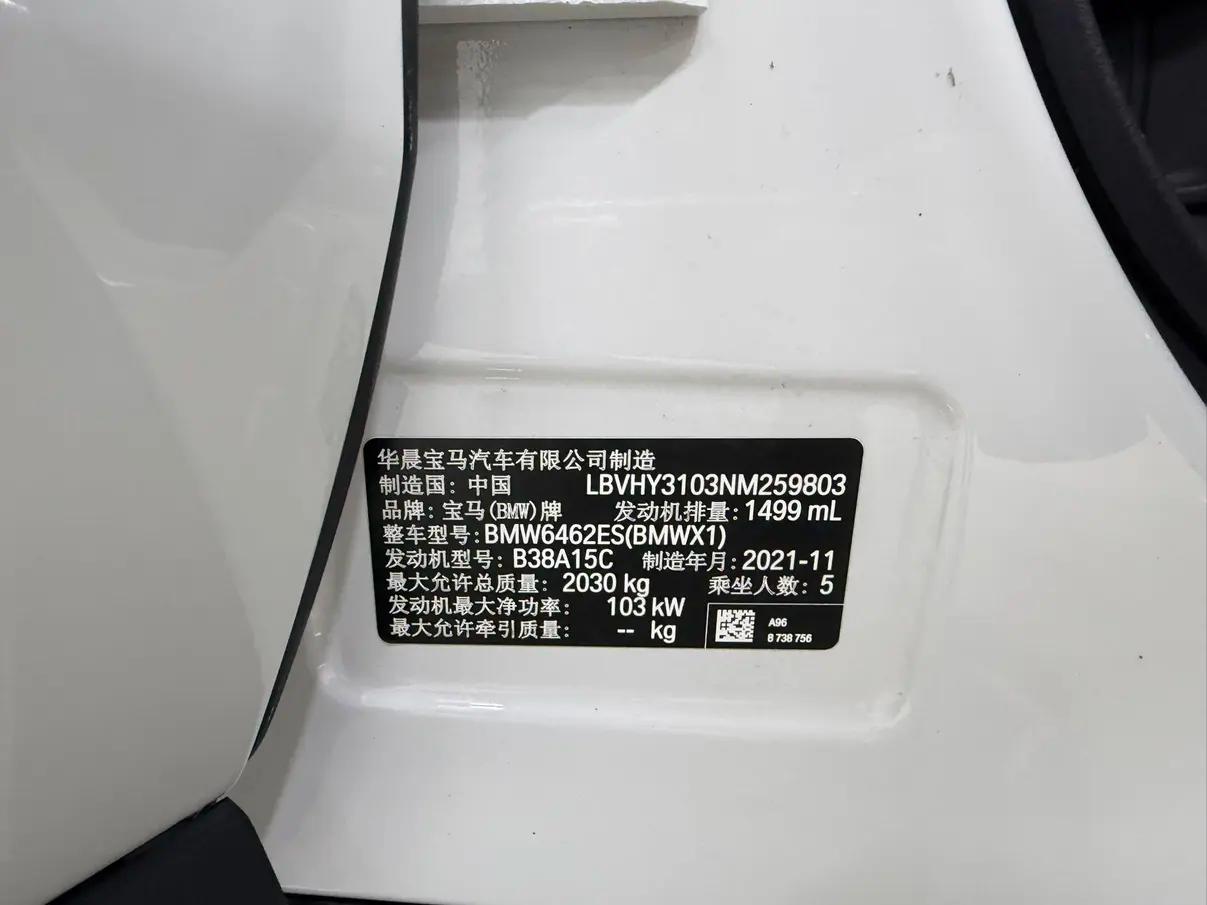 华晨宝马汽车有限公司制造
制造国：中国 LBVHY3103NM259803
品牌：宝马(BMW)牌 发动机排量：1499 mL
整车型号：BMW6462ES(BMWX1)
发动机型号：B38A15C 制造年月：2021-11
最大允许总质量：2030 kg 乘坐人数：5
发动机最大净功率：103 kW
最大允许牵引质量：-- kg
A96
8 738 756